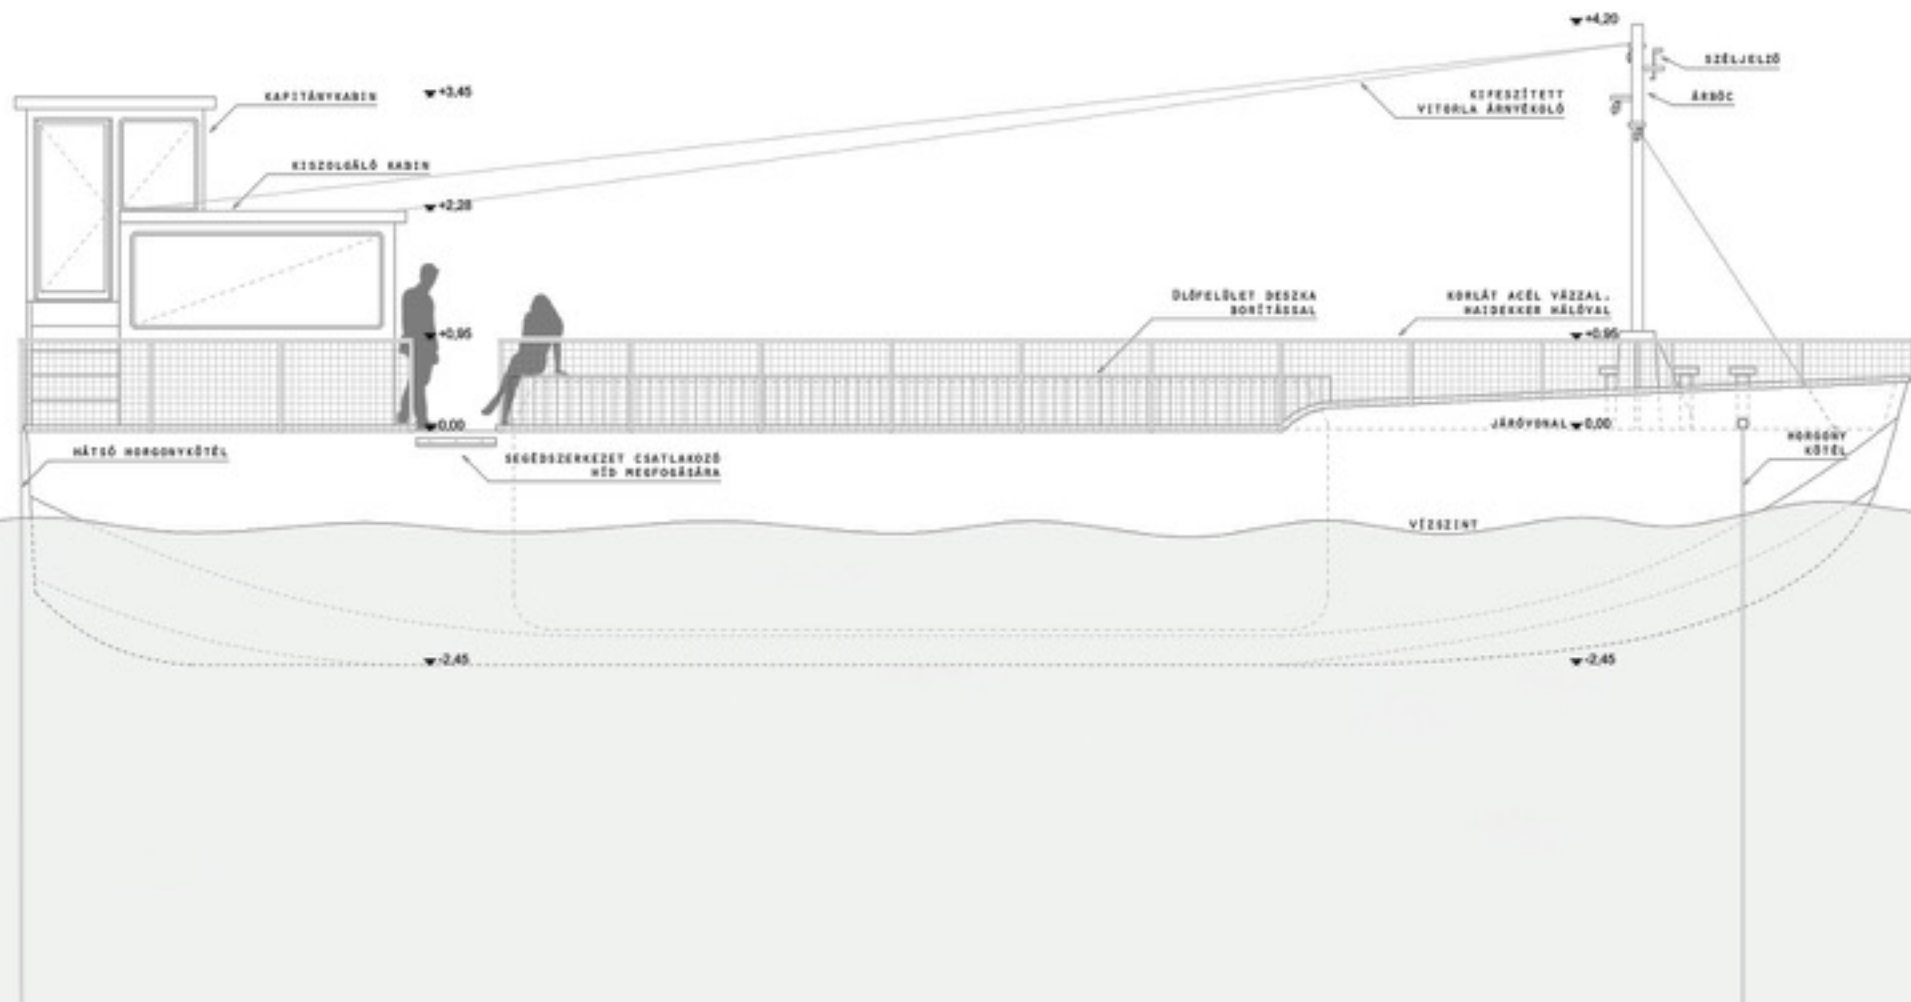 +4,20
SZÉLJELZŐ
KAPITÁNYKABIN
+3,45
KIFESZÍTETT
VITORLA ÁRNYÉKOLÓ
ÁRBÓC
KISZOLGÁLÓ KABIN
+2,28
ÜLŐFELÜLET DESZKA
BORÍTÁSSAL
KORLÁT ACÉL VÁZZAL,
HAIDEKKER HÁLÓVAL
+0,95
+0,95
0,00
JÁRÓVONAL 0,00
HÁTSÓ HORGONYKÖTÉL
SEGÉDSZERKEZET CSATLAKOZÓ
HÍD MEGFOGÁSÁRA
HORGONY
KÖTÉL
VÍZSZINT
-2,45
-2,45